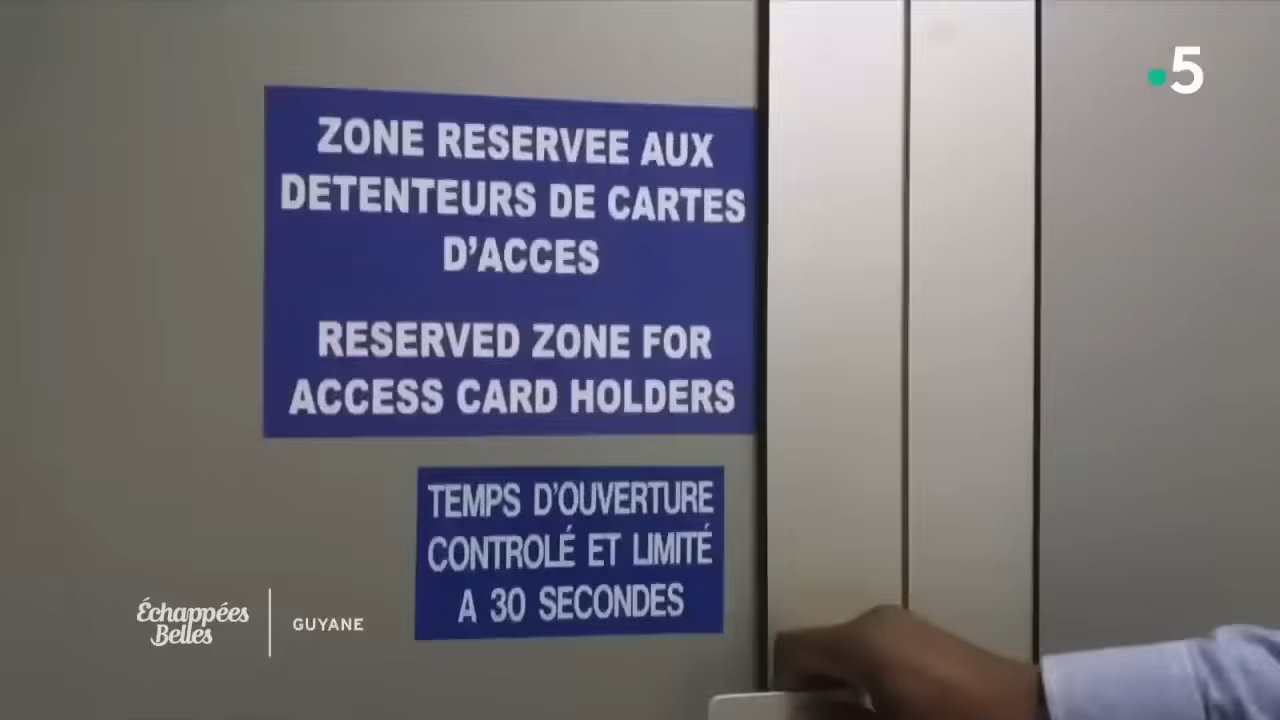 5
ZONE RESERVEE AUX
DETENTEURS DE CARTES
D'ACCES
RESERVED ZONE FOR
ACCESS CARD HOLDERS
TEMPS D'OUVERTURE
CONTROLÉ ET LIMITÉ
A 30 SECONDES
Échappées
Belles
GUYANE